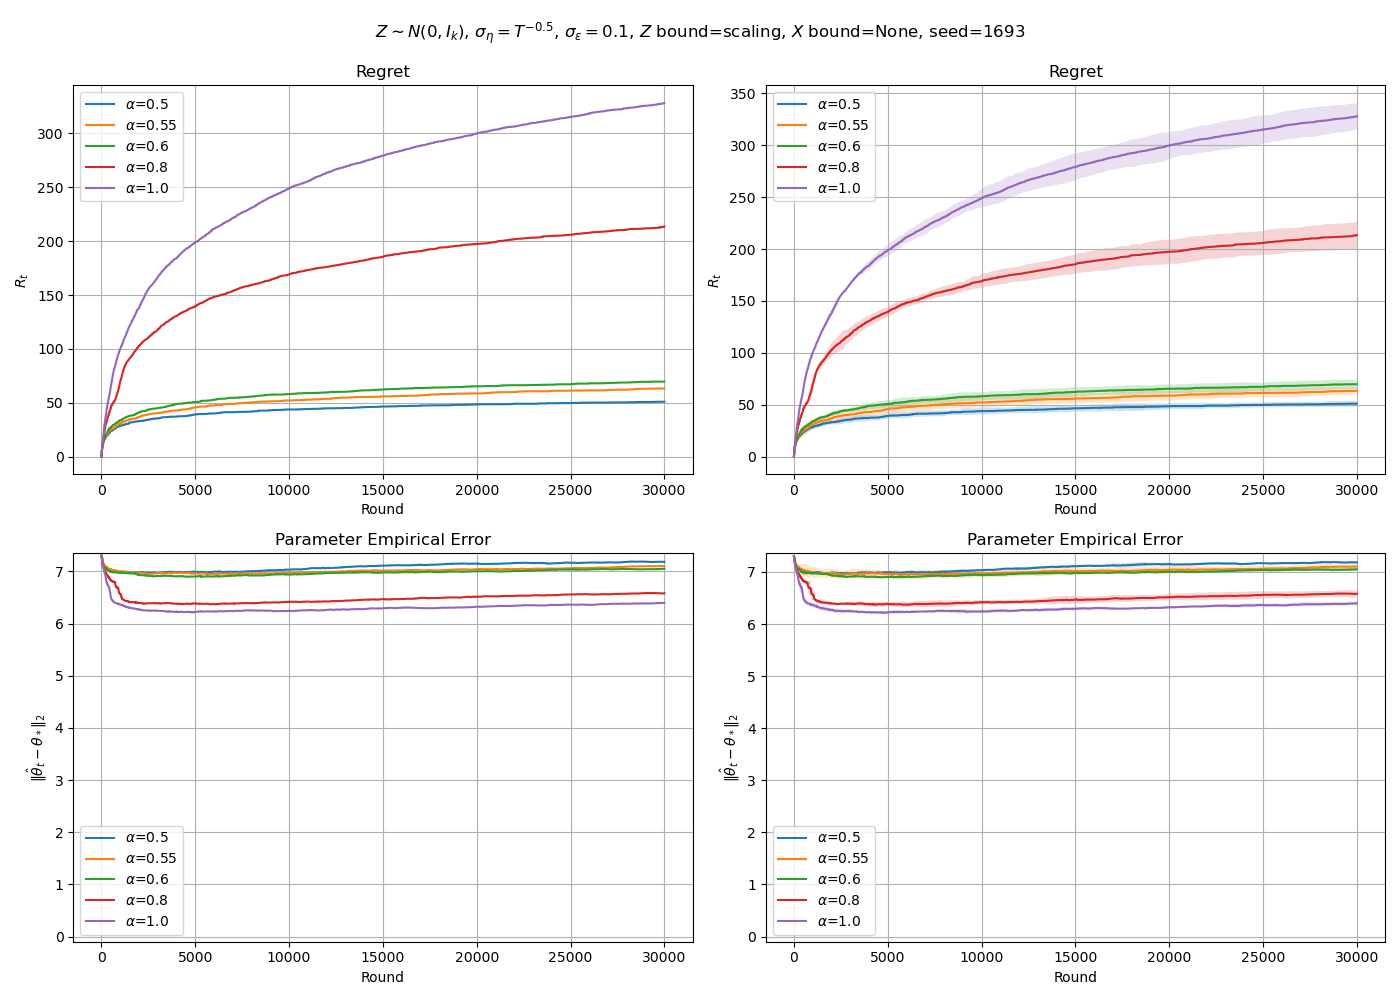 Z ~ N(0, I_k), σ_η = T^{-0.5}, σ_ε = 0.1, Z bound=scaling, X bound=None, seed=1693
Regret
R_t
α=0.5
α=0.55
α=0.6
α=0.8
α=1.0
300
250
200
150
100
50
0
0 5000 10000 15000 20000 25000 30000
Round
Regret
R_t
α=0.5
α=0.55
α=0.6
α=0.8
α=1.0
350
300
250
200
150
100
50
0
0 5000 10000 15000 20000 25000 30000
Round
Parameter Empirical Error
‖θ̂_t − θ_*‖_2
7
6
5
4
3
2
1
0
α=0.5
α=0.55
α=0.6
α=0.8
α=1.0
0 5000 10000 15000 20000 25000 30000
Round
Parameter Empirical Error
‖θ̂_t − θ_*‖_2
7
6
5
4
3
2
1
0
α=0.5
α=0.55
α=0.6
α=0.8
α=1.0
0 5000 10000 15000 20000 25000 30000
Round